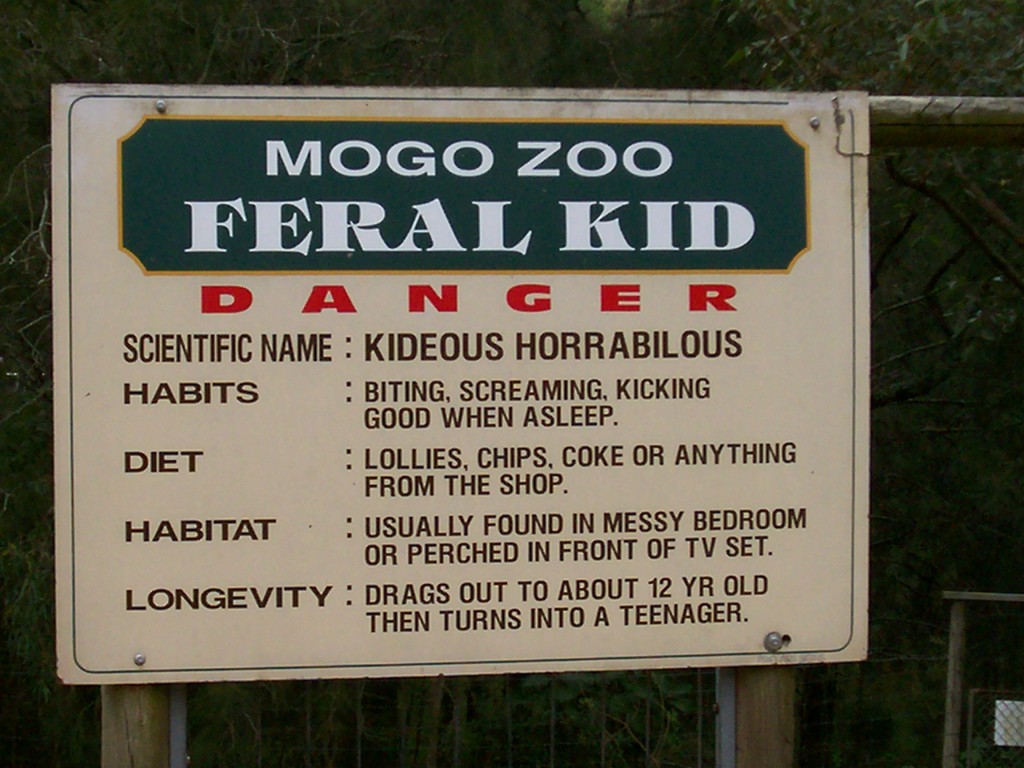 MOGO ZOO
FERAL KID
DANGER
SCIENTIFIC NAME : KIDEOUS HORRABILOUS
HABITS : BITING, SCREAMING, KICKING
GOOD WHEN ASLEEP.
DIET : LOLLIES, CHIPS, COKE OR ANYTHING
FROM THE SHOP.
HABITAT : USUALLY FOUND IN MESSY BEDROOM
OR PERCHED IN FRONT OF TV SET.
LONGEVITY : DRAGS OUT TO ABOUT 12 YR OLD
THEN TURNS INTO A TEENAGER.